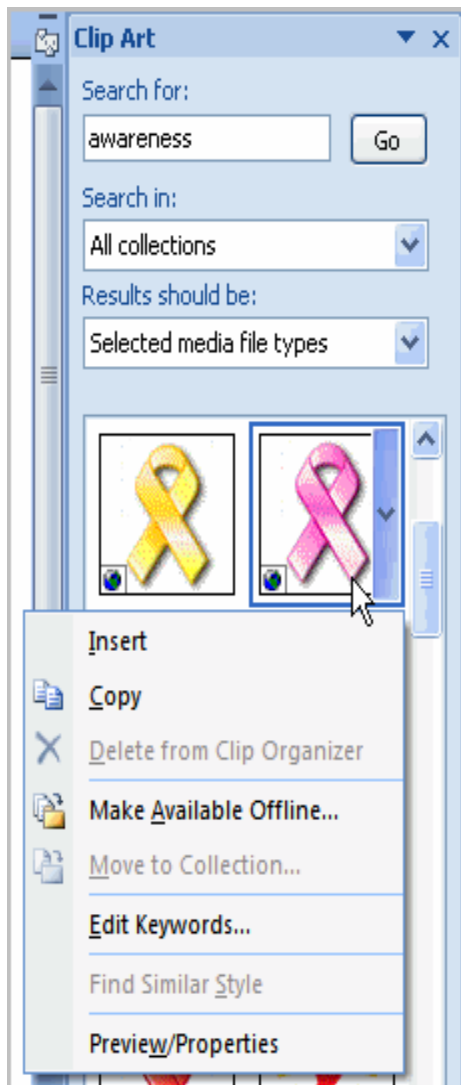 Clip Art
Search for:
awareness
Go
Search in:
All collections
Results should be:
Selected media file types
Insert
Copy
Delete from Clip Organizer
Make Available Offline...
Move to Collection...
Edit Keywords...
Find Similar Style
Preview/Properties